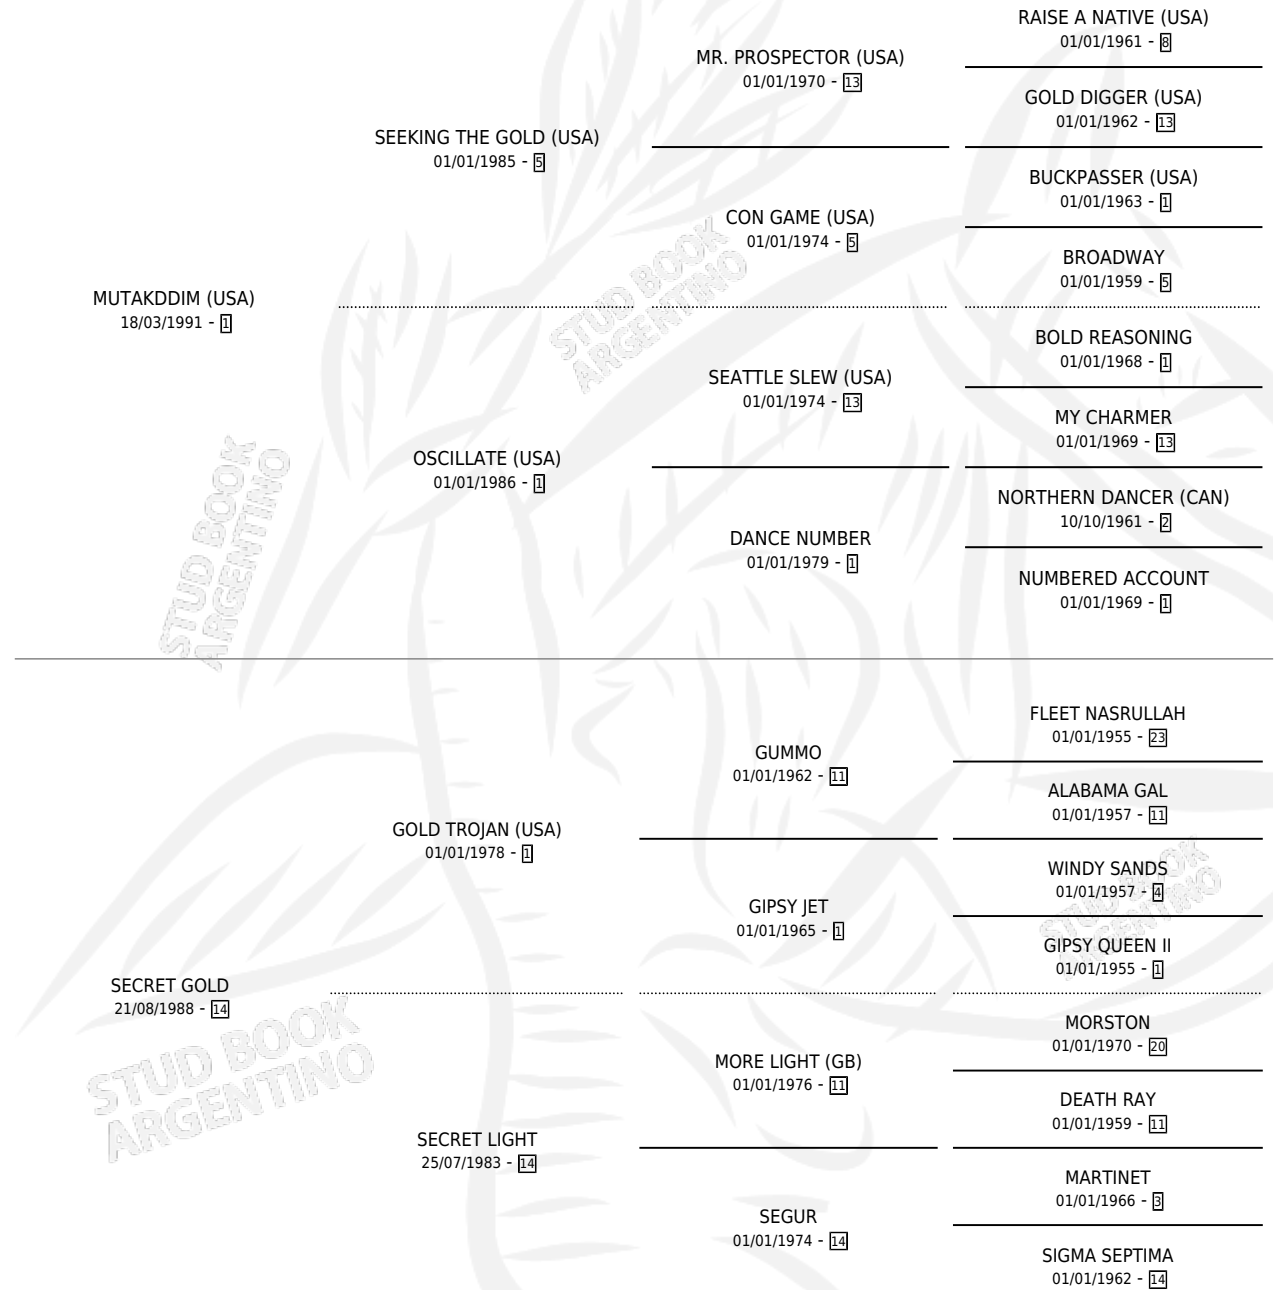 RAISE A NATIVE (USA)
01/01/1961 - 8
MR. PROSPECTOR (USA)
01/01/1970 - 13
GOLD DIGGER (USA)
01/01/1962 - 13
SEEKING THE GOLD (USA)
01/01/1985 - 5
BUCKPASSER (USA)
01/01/1963 - 1
CON GAME (USA)
01/01/1974 - 5
BROADWAY
01/01/1959 - 5
MUTAKDDIM (USA)
18/03/1991 - 1
BOLD REASONING
01/01/1968 - 1
SEATTLE SLEW (USA)
01/01/1974 - 13
MY CHARMER
01/01/1969 - 13
OSCILLATE (USA)
01/01/1986 - 1
NORTHERN DANCER (CAN)
10/10/1961 - 2
DANCE NUMBER
01/01/1979 - 1
NUMBERED ACCOUNT
01/01/1969 - 1
STUD BOOK
ARGENTINO
STUD BOOK
ARGENTINO
FLEET NASRULLAH
01/01/1955 - 23
GUMMO
01/01/1962 - 11
ALABAMA GAL
01/01/1957 - 11
GOLD TROJAN (USA)
01/01/1978 - 1
WINDY SANDS
01/01/1957 - 4
GIPSY JET
01/01/1965 - 1
GIPSY QUEEN II
01/01/1955 - 1
SECRET GOLD
21/08/1988 - 14
MORSTON
01/01/1970 - 20
MORE LIGHT (GB)
01/01/1976 - 11
DEATH RAY
01/01/1959 - 11
SECRET LIGHT
25/07/1983 - 14
MARTINET
01/01/1966 - 3
SEGUR
01/01/1974 - 14
SIGMA SEPTIMA
01/01/1962 - 14
STUD BOOK
ARGENTINO
STUD BOOK
ARGENTINO